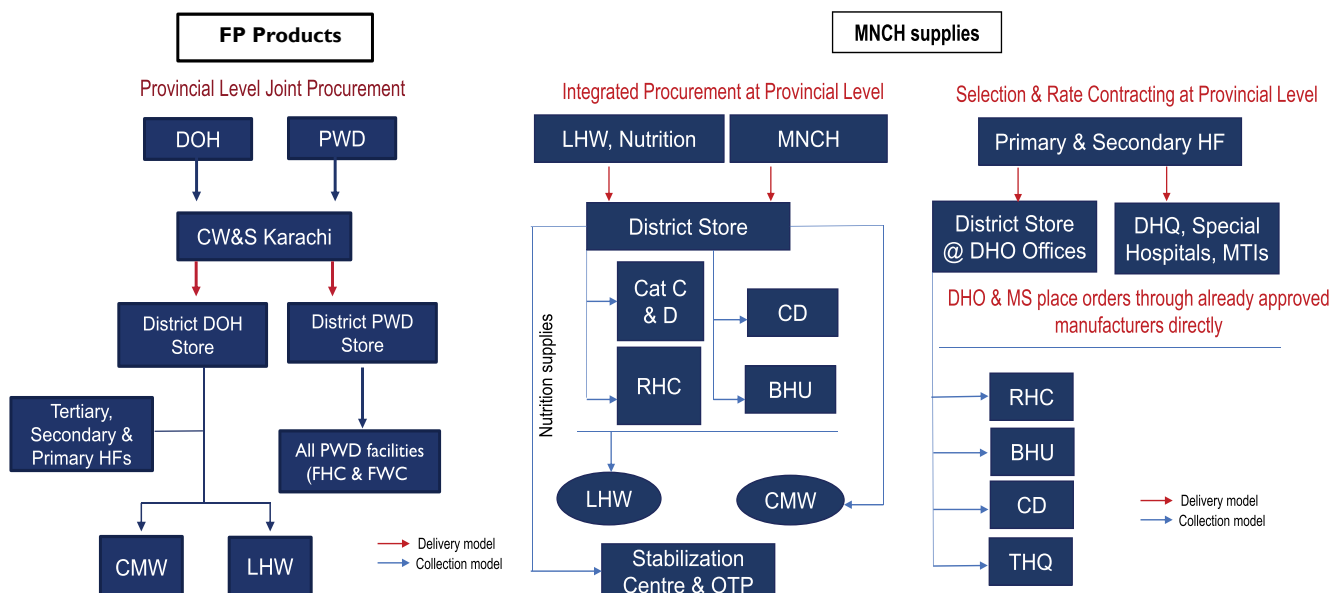 FP Products
Provincial Level Joint Procurement
DOH
PWD
CW&S Karachi
District DOH
Store
District PWD
Store
Tertiary,
Secondary &
Primary HFs
All PWD facilities
(FHC & FWC
CMW
LHW
Delivery model
Collection model
MNCH supplies
Integrated Procurement at Provincial Level
LHW, Nutrition
MNCH
District Store
Nutrition supplies
Cat C
& D
CD
RHC
BHU
LHW
CMW
Stabilization
Centre & OTP
Selection & Rate Contracting at Provincial Level
Primary & Secondary HF
District Store
@ DHO Offices
DHQ, Special
Hospitals, MTIs
DHO & MS place orders through already approved
manufacturers directly
RHC
BHU
CD
THQ
Delivery model
Collection model